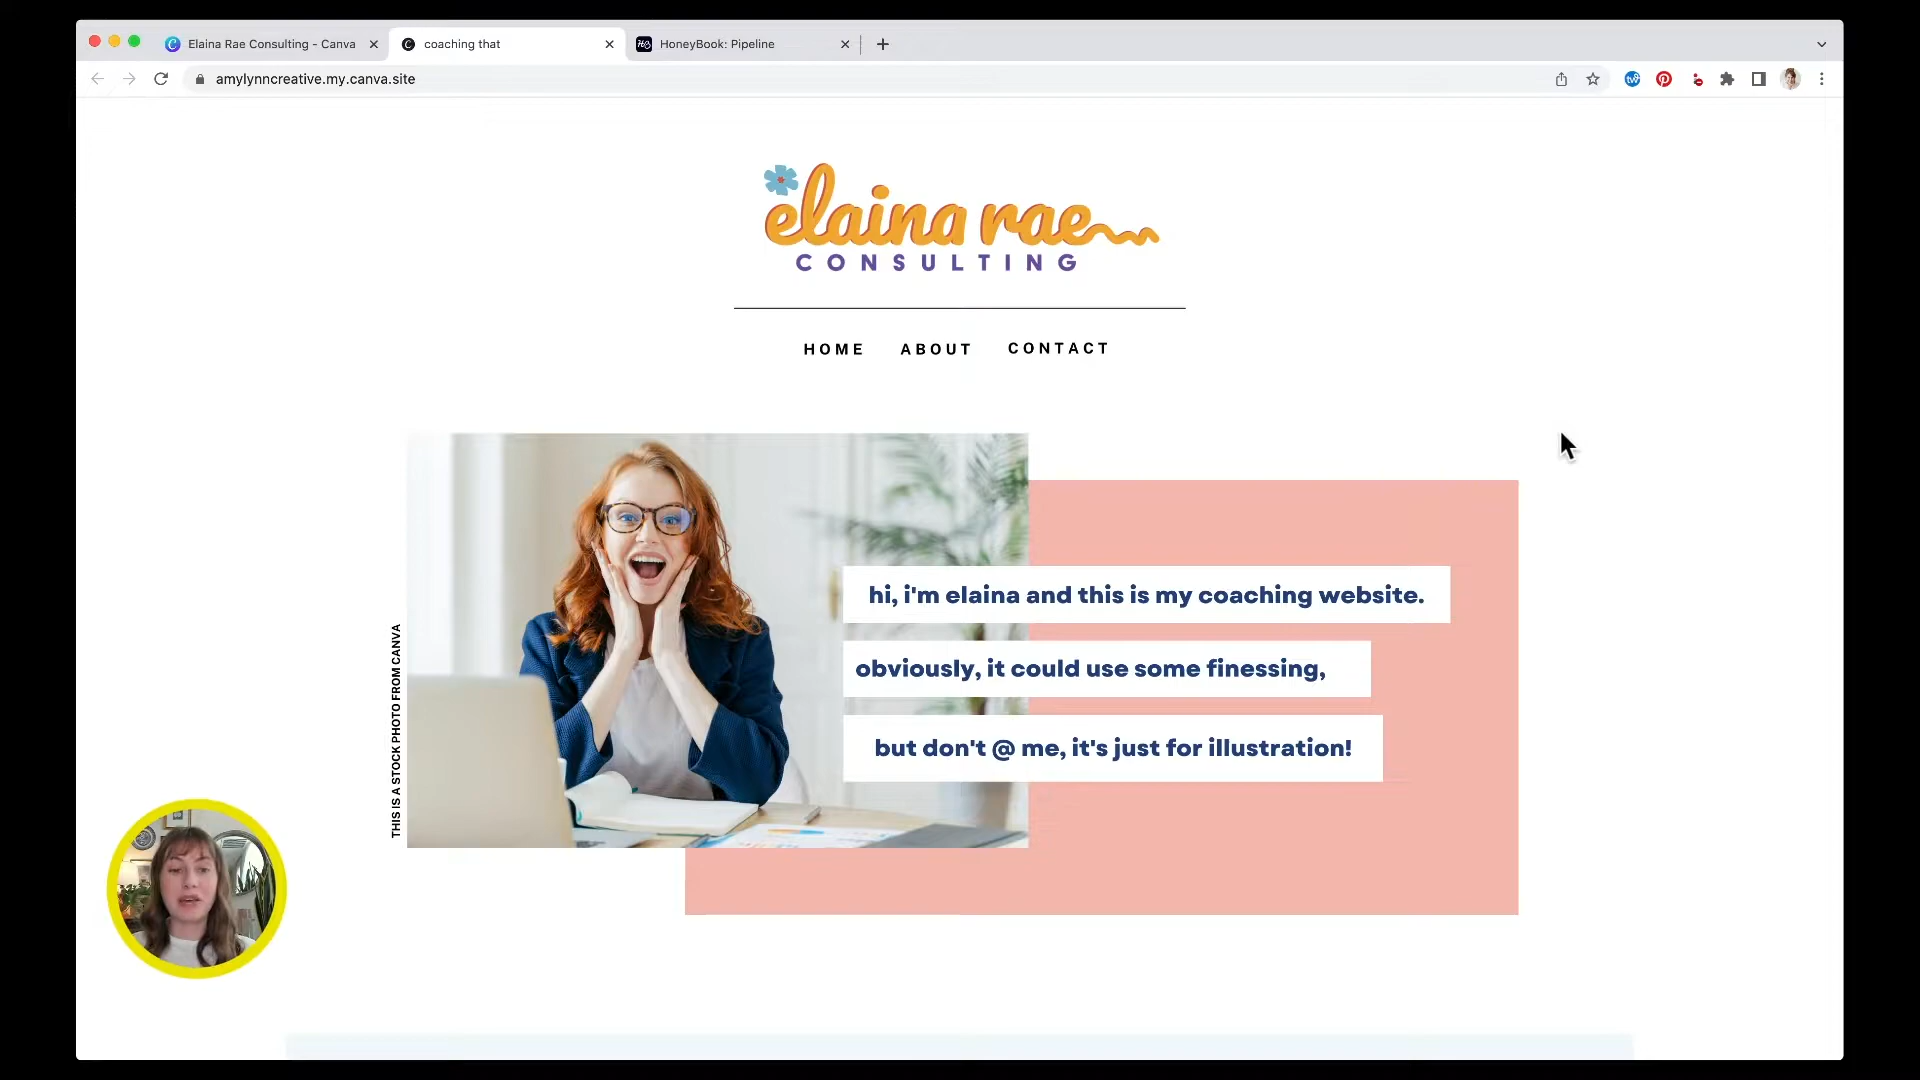 Elaina Rae Consulting - Canva
coaching that
HoneyBook: Pipeline
amylynncreative.my.canva.site
elaina rae
CONSULTING
HOME ABOUT CONTACT
hi, i'm elaina and this is my coaching website.
obviously, it could use some finessing,
but don't @ me, it's just for illustration!
THIS IS A STOCK PHOTO FROM CANVA